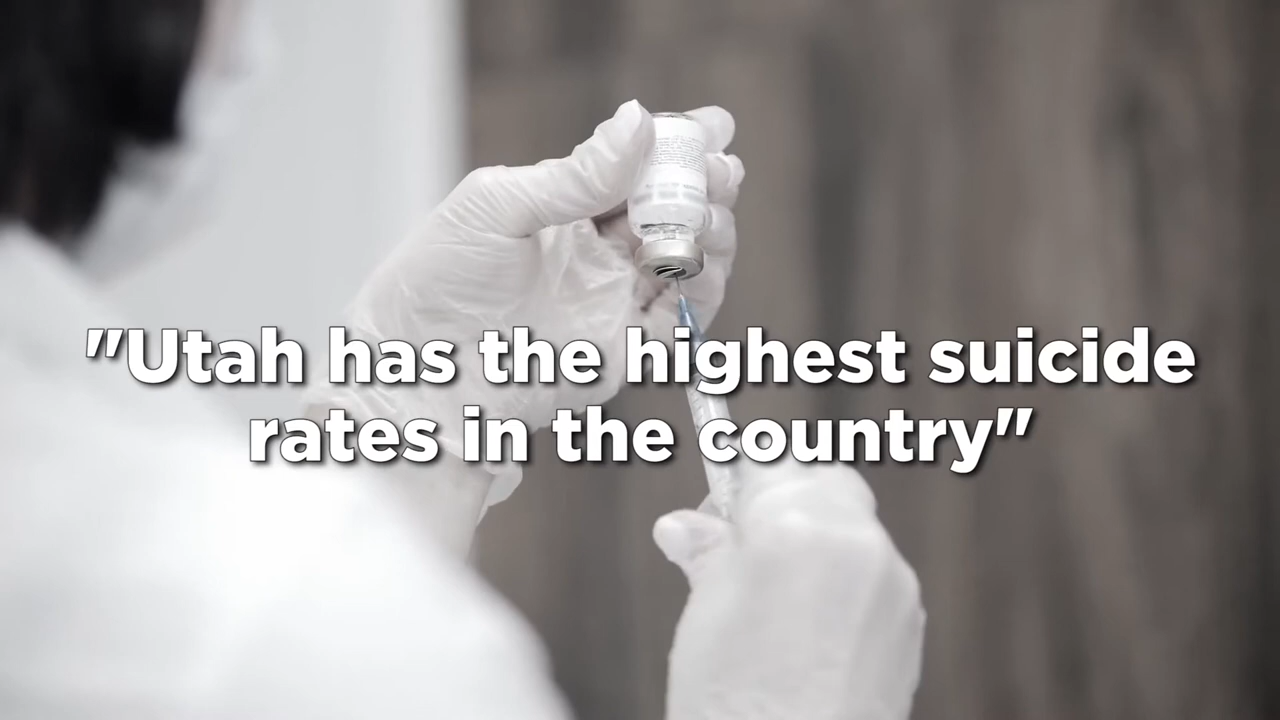 "Utah has the highest suicide
rates in the country"